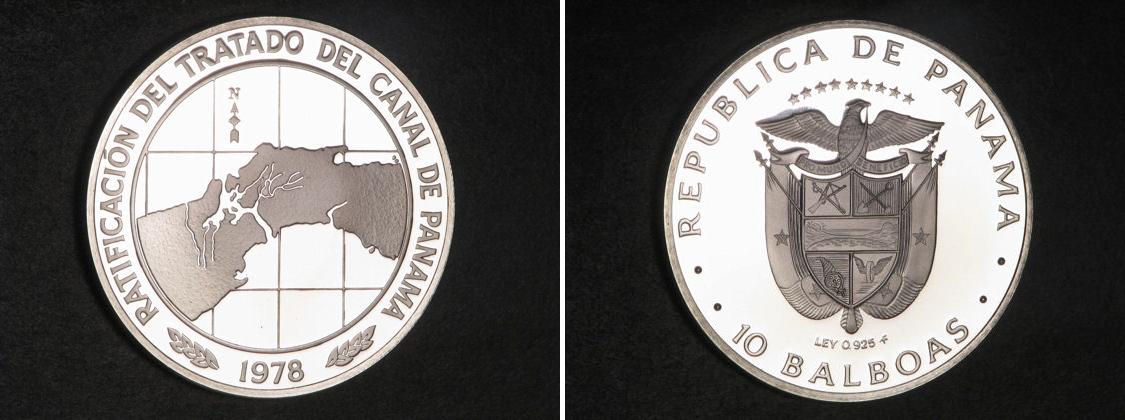 RATIFICACIÓN DEL TRATADO DEL CANAL DE PANAMA
N
1978
REPUBLICA DE PANAMA
LEY 0.925
10 BALBOAS